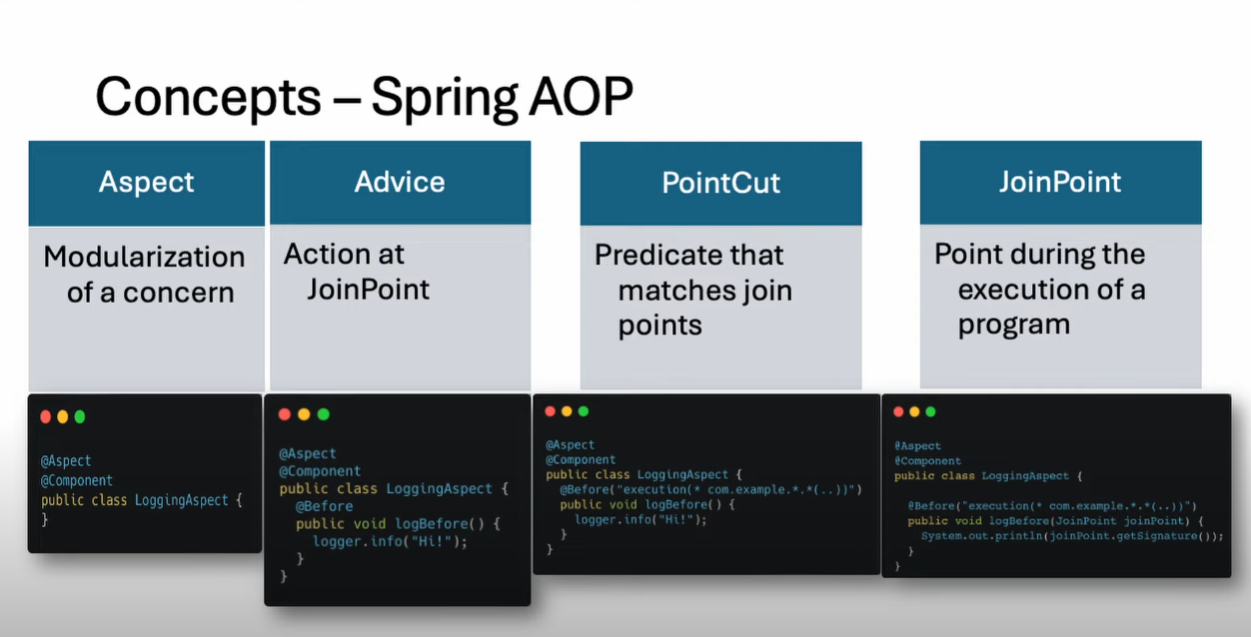 Concepts – Spring AOP
Aspect
Modularization
of a concern
@Aspect
@Component
public class LoggingAspect {
}
Advice
Action at
JoinPoint
@Aspect
@Component
public class LoggingAspect {
@Before
public void logBefore() {
logger.info("Hi!");
}
}
PointCut
Predicate that
matches join
points
@Aspect
@Component
public class LoggingAspect {
@Before("execution(* com.example.*.*(..))")
public void logBefore() {
logger.info("Hi!");
}
}
JoinPoint
Point during the
execution of a
program
@Aspect
@Component
public class LoggingAspect {
@Before("execution(* com.example.*.*(..))")
public void logBefore(JoinPoint joinPoint) {
System.out.println(joinPoint.getSignature());
}
}